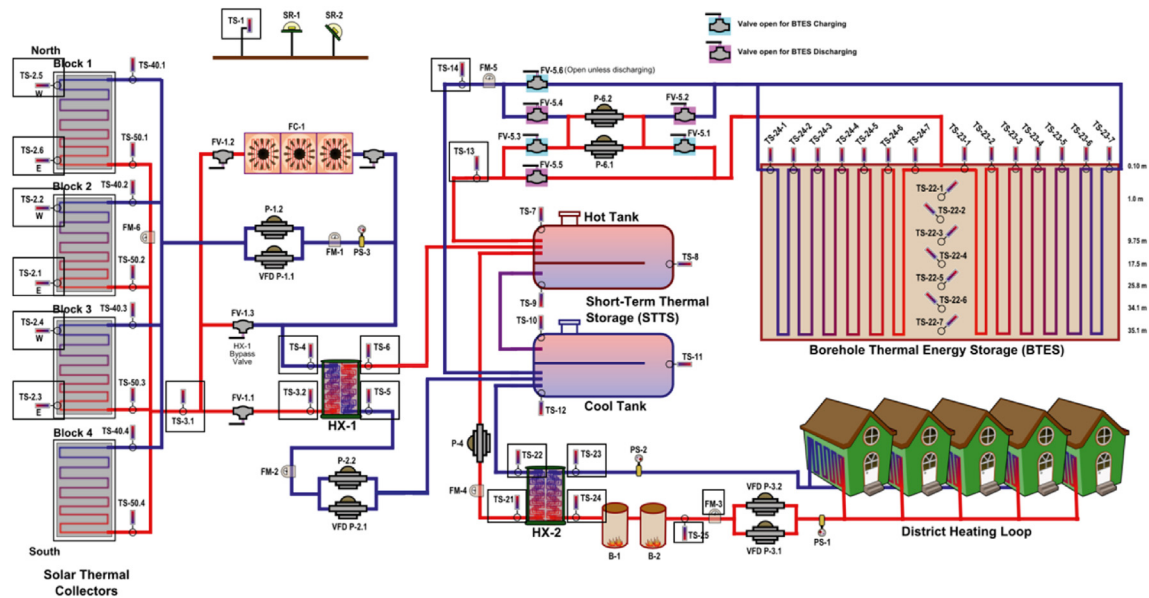 TS-1
SR-1
SR-2
Valve open for BTES Charging
Valve open for BTES Discharging
North
Block 1
TS-40.1
TS-2.5
W
TS-2.6
E
TS-50.1
Block 2
TS-40.2
TS-2.2
W
FM-6
TS-2.1
E
TS-50.2
Block 3
TS-40.3
TS-2.4
W
TS-2.3
E
TS-50.3
Block 4
TS-40.4
TS-50.4
South
Solar Thermal
Collectors
TS-3.1
FV-1.2
FC-1
P-1.2
VFD P-1.1
FM-1
PS-3
FV-1.3
HX-1
Bypass
Valve
TS-4
TS-6
TS-3.2
TS-5
FV-1.1
HX-1
FM-2
P-2.2
VFD P-2.1
TS-14
FM-5
FV-5.6 (Open unless discharging)
FV-5.4
P-6.2
FV-5.2
FV-5.3
FV-5.1
P-6.1
TS-13
FV-5.5
TS-7
Hot Tank
TS-8
TS-9
Short-Term Thermal
Storage (STTS)
TS-10
TS-11
Cool Tank
TS-12
TS-24-1
TS-24-2
TS-24-3
TS-24-4
TS-24-5
TS-24-6
TS-24-7
TS-23-1
TS-23-2
TS-23-3
TS-23-4
TS-23-5
TS-23-6
TS-23-7
0.10 m
TS-22-1
1.0 m
TS-22-2
TS-22-3
9.75 m
TS-22-4
17.5 m
TS-22-5
25.8 m
TS-22-6
34.1 m
TS-22-7
35.1 m
Borehole Thermal Energy Storage (BTES)
P-4
FM-4
TS-22
TS-23
TS-21
TS-24
HX-2
PS-2
B-1
B-2
TS-25
FM-3
VFD P-3.2
VFD P-3.1
PS-1
District Heating Loop